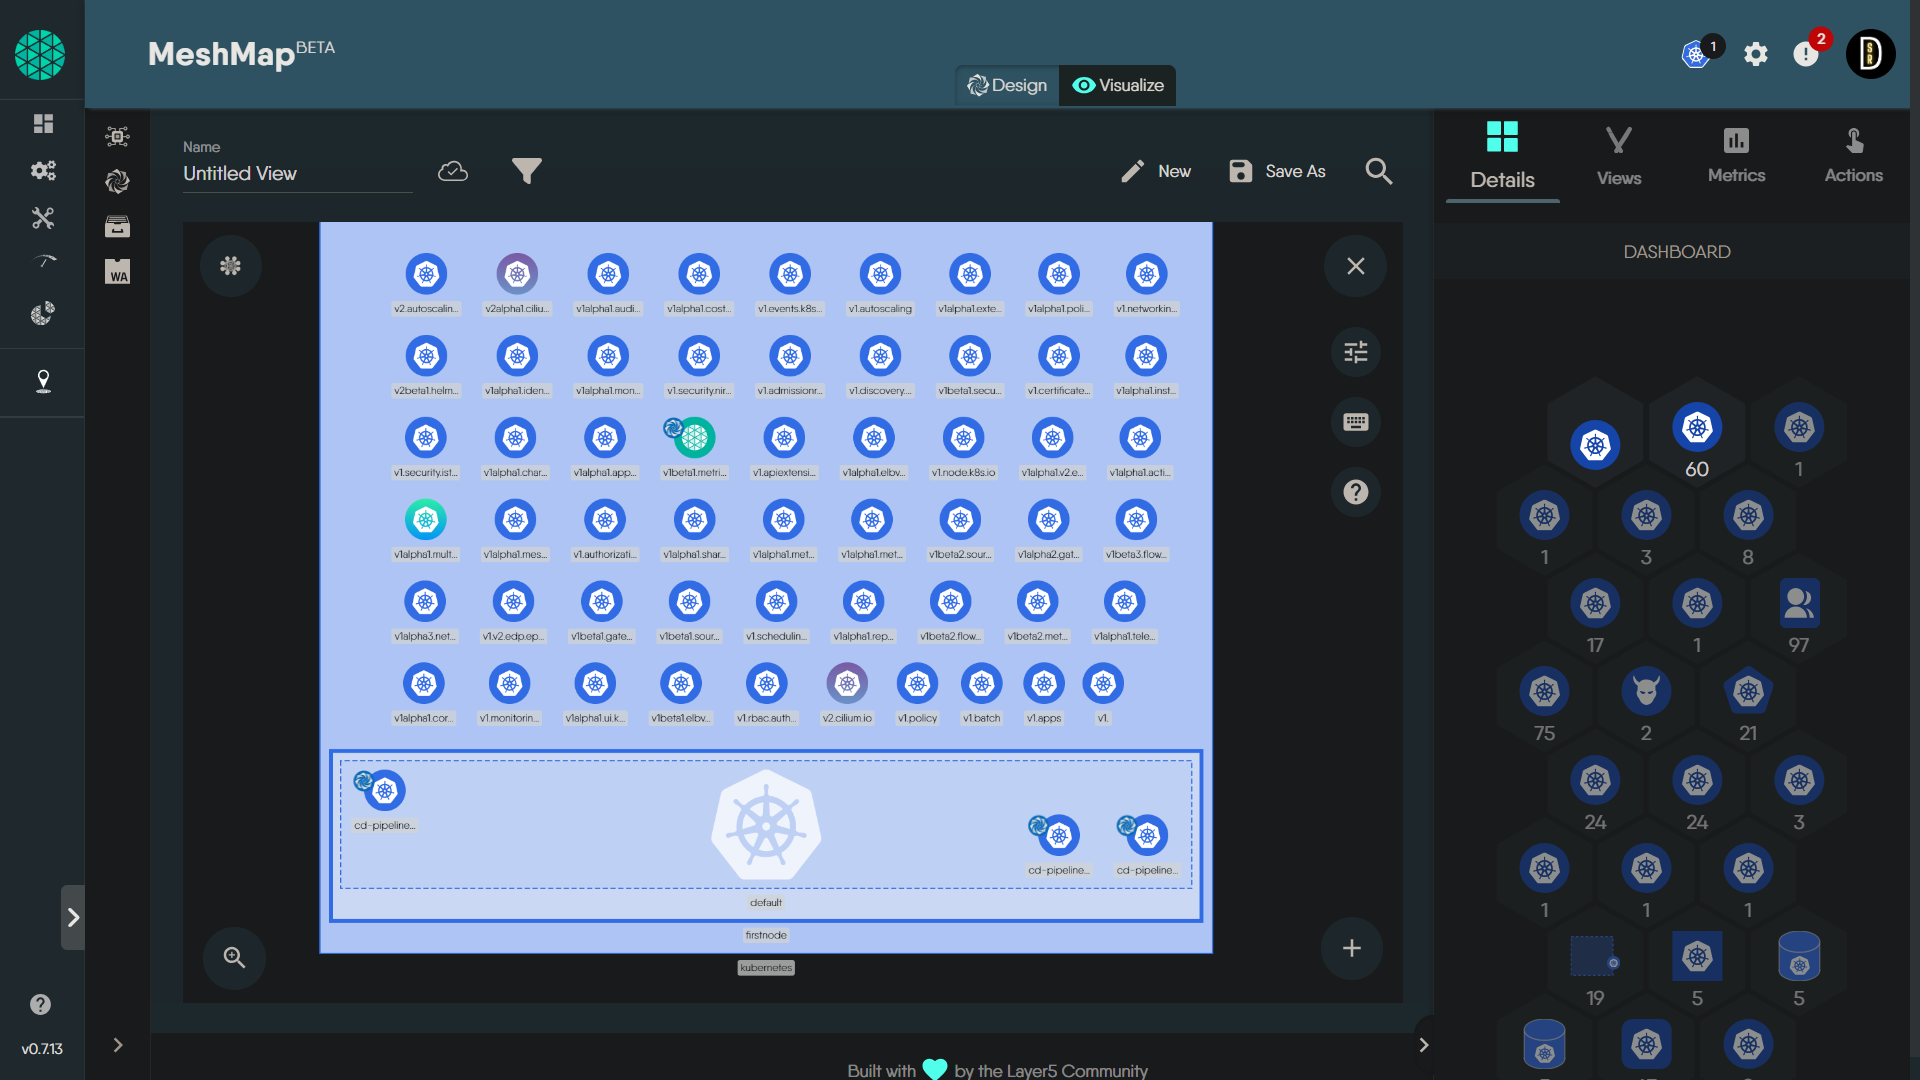 MeshMap BETA
1
2
S
D
R
Design
Visualize
Name
Untitled View
New
Save As
Details
Views
Metrics
Actions
DASHBOARD
WA
v2.autoscalin... v2alpha1.ciliu... v1alpha1.audi... v1alpha1.cost... v1.events.k8s... v1.autoscaling v1alpha1.exte... v1alpha1.poli... v1.networkin...
v2beta1.helm... v1alpha1.iden... v1alpha1.mon... v1.security.nir... v1.admissionr... v1.discovery.... v1beta1.secu... v1.certificate... v1alpha1.inst...
v1.security.ist... v1alpha1.char... v1alpha1.app... v1beta1.metri... v1.apiextensi... v1alpha1.elbv... v1.node.k8s.io v1alpha1.v2.e... v1alpha1.acti...
v1alpha1.mult... v1alpha1.mes... v1.authorizati... v1alpha1.shar... v1alpha1.met... v1alpha1.met... v1beta2.sour... v1alpha2.gat... v1beta3.flow...
v1alpha3.net... v1.v2.edp.ep... v1beta1.gate... v1beta1.sour... v1.schedulin... v1alpha1.rep... v1beta2.flow... v1beta2.met... v1alpha1.tele...
v1alpha1.cor... v1.monitorin... v1alpha1.ui.k... v1beta1.elbv... v1.rbac.auth... v2.cilium.io v1.policy v1.batch v1.apps v1.
cd-pipeline...
cd-pipeline... cd-pipeline...
default
firstnode
kubernetes
60 1
1 3 8
17 1 97
75 2 21
24 24 3
1 1 1
19 5 5
v0.7.13
Built with by the Layer5 Community